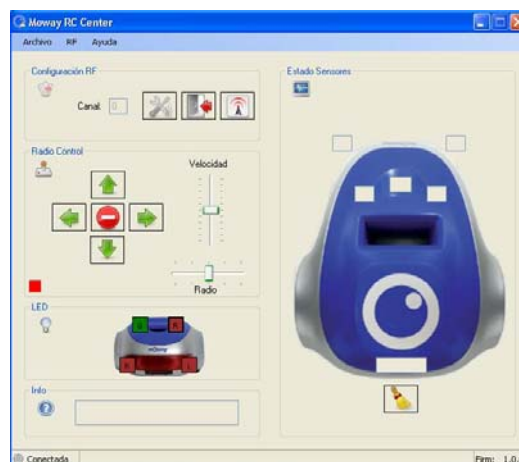 Moway RC Center
Archivo RF Ayuda
Configuración RF
Canal: 0
Estado Sensores
Radio Control
Velocidad
Radio
LED
Info
Conectada
Firm: 1.0.